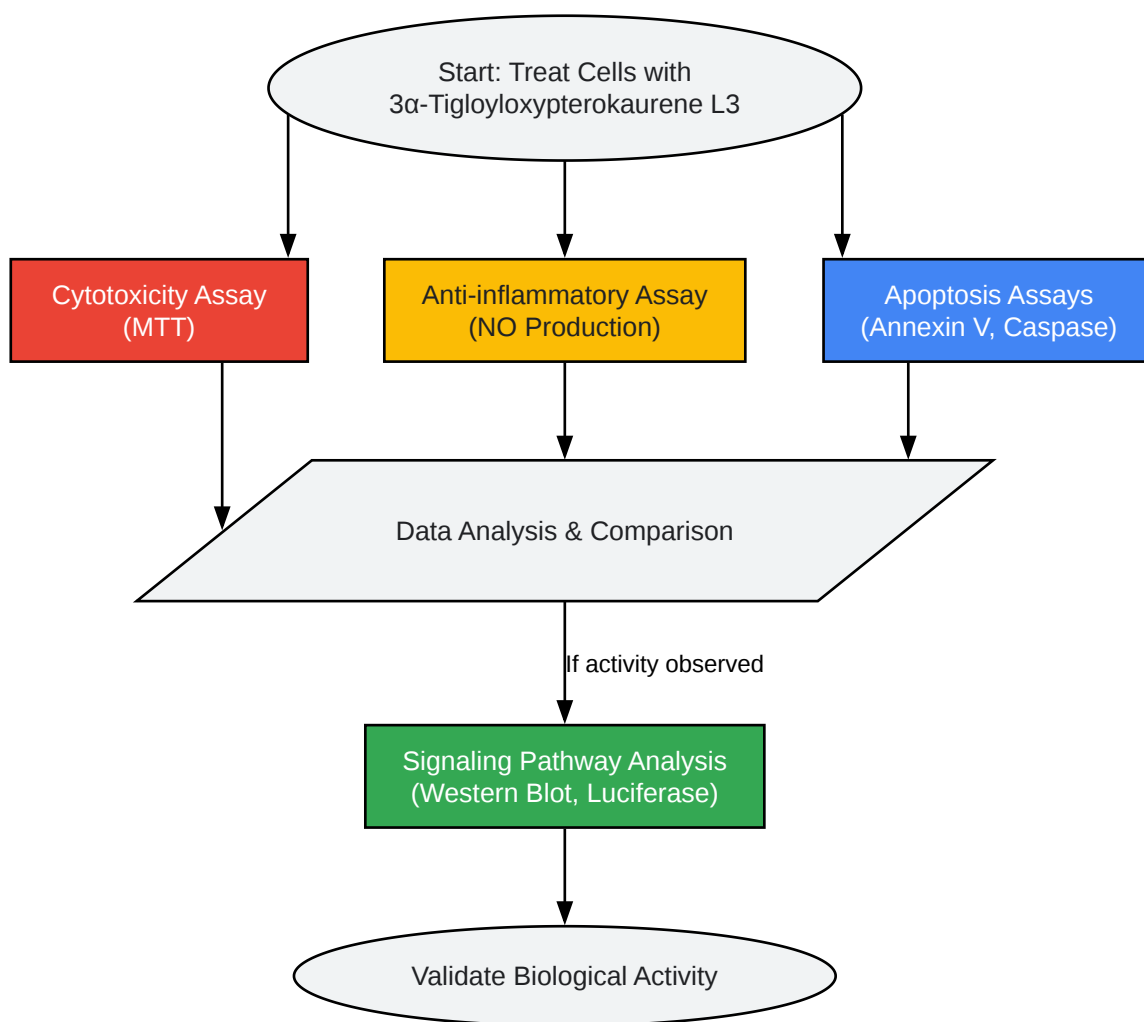 Start: Treat Cells with
3α-Tigloyloxypterokaurene L3
Cytotoxicity Assay
(MTT)
Anti-inflammatory Assay
(NO Production)
Apoptosis Assays
(Annexin V, Caspase)
Data Analysis & Comparison
If activity observed
Signaling Pathway Analysis
(Western Blot, Luciferase)
Validate Biological Activity